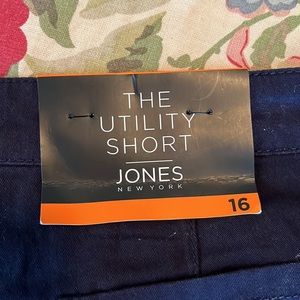 THE
UTILITY
SHORT
JONES
NEW YORK
16